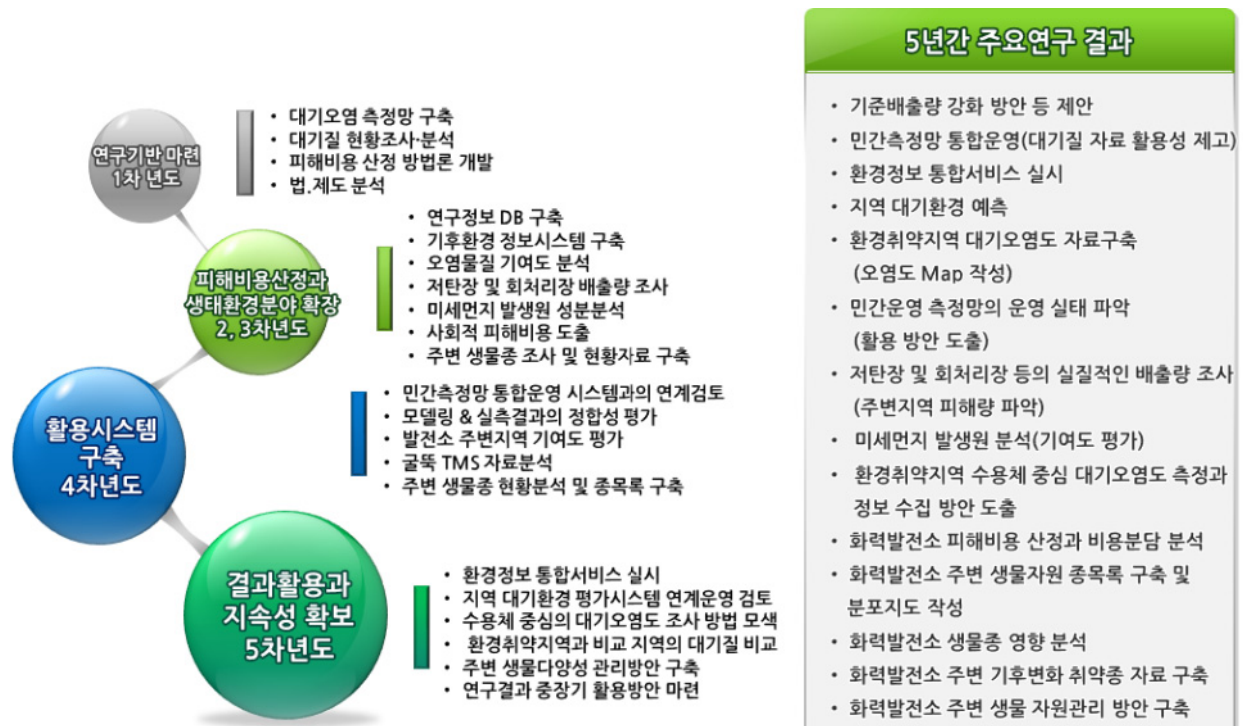 연구기반 마련
1차 년도
• 대기오염 측정망 구축
• 대기질 현황조사·분석
• 피해비용 산정 방법론 개발
• 법.제도 분석
피해비용산정과
생태환경분야 확장
2, 3차년도
• 연구정보 DB 구축
• 기후환경 정보시스템 구축
• 오염물질 기여도 분석
• 저탄장 및 회처리장 배출량 조사
• 미세먼지 발생원 성분분석
• 사회적 피해비용 도출
• 주변 생물종 조사 및 현황자료 구축
활용시스템
구축
4차년도
• 민간측정망 통합운영 시스템과의 연계검토
• 모델링 & 실측결과의 정합성 평가
• 발전소 주변지역 기여도 평가
• 굴뚝 TMS 자료분석
• 주변 생물종 현황분석 및 종목록 구축
결과활용과
지속성 확보
5차년도
• 환경정보 통합서비스 실시
• 지역 대기환경 평가시스템 연계운영 검토
• 수용체 중심의 대기오염도 조사 방법 모색
• 환경취약지역과 비교 지역의 대기질 비교
• 주변 생물다양성 관리방안 구축
• 연구결과 중장기 활용방안 마련
5년간 주요연구 결과
• 기준배출량 강화 방안 등 제안
• 민간측정망 통합운영(대기질 자료 활용성 제고)
• 환경정보 통합서비스 실시
• 지역 대기환경 예측
• 환경취약지역 대기오염도 자료구축
(오염도 Map 작성)
• 민간운영 측정망의 운영 실태 파악
(활용 방안 도출)
• 저탄장 및 회처리장 등의 실질적인 배출량 조사
(주변지역 피해량 파악)
• 미세먼지 발생원 분석(기여도 평가)
• 환경취약지역 수용체 중심 대기오염도 측정과
정보 수집 방안 도출
• 화력발전소 피해비용 산정과 비용분담 분석
• 화력발전소 주변 생물자원 종목록 구축 및
분포지도 작성
• 화력발전소 생물종 영향 분석
• 화력발전소 주변 기후변화 취약종 자료 구축
• 화력발전소 주변 생물 자원관리 방안 구축